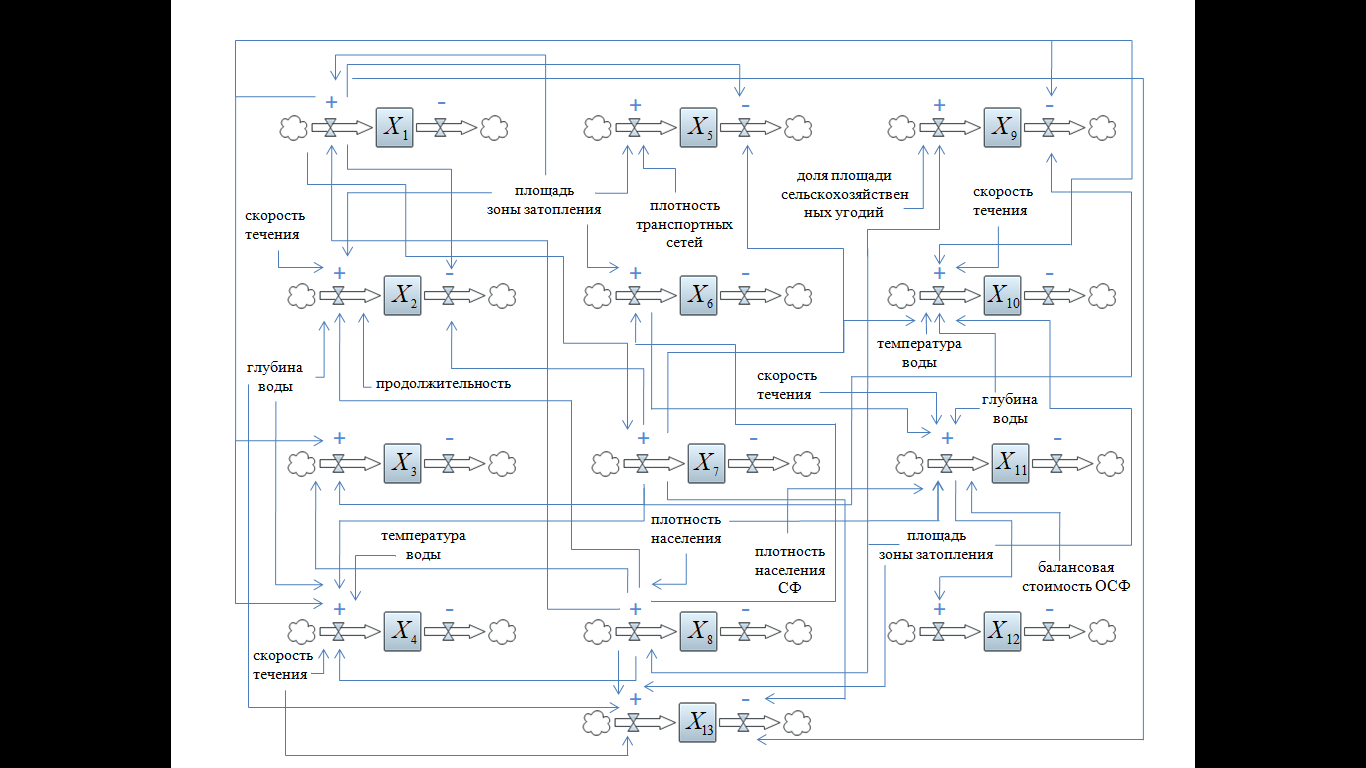 + - + - + -
X1 X5 X9
площадь
зоны затопления
плотность
транспортных
сетей
доля площади
сельскохозяйствен
ных угодий
скорость
течения
скорость
течения
+ - + - + -
X2 X6 X10
глубина
воды
продолжительность
скорость
течения
температура
воды
глубина
воды
+ - + - + -
X3 X7 X11
температура
воды
плотность
населения
плотность
населения
СФ
площадь
зоны затопления
балансовая
стоимость ОСФ
+ - + - + -
X4 X8 X12
скорость
течения
+ -
X13